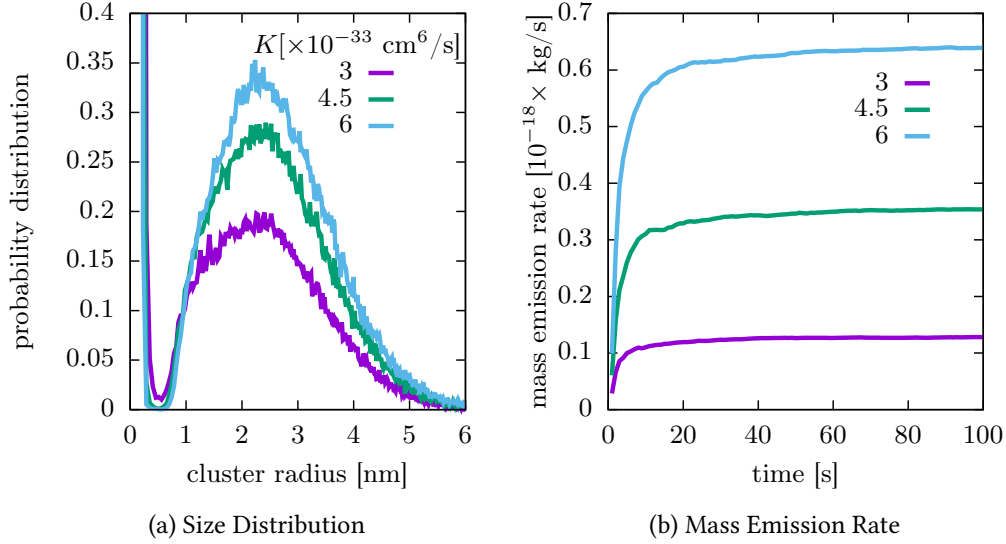 probability distribution
0.4
0.35
0.3
0.25
0.2
0.15
0.1
0.05
0
K[×10⁻³³ cm⁶/s]
3
4.5
6
0 1 2 3 4 5 6
cluster radius [nm]
(a) Size Distribution
mass emission rate [10⁻¹⁸× kg/s]
0.7
0.6
0.5
0.4
0.3
0.2
0.1
0
3
4.5
6
0 20 40 60 80 100
time [s]
(b) Mass Emission Rate